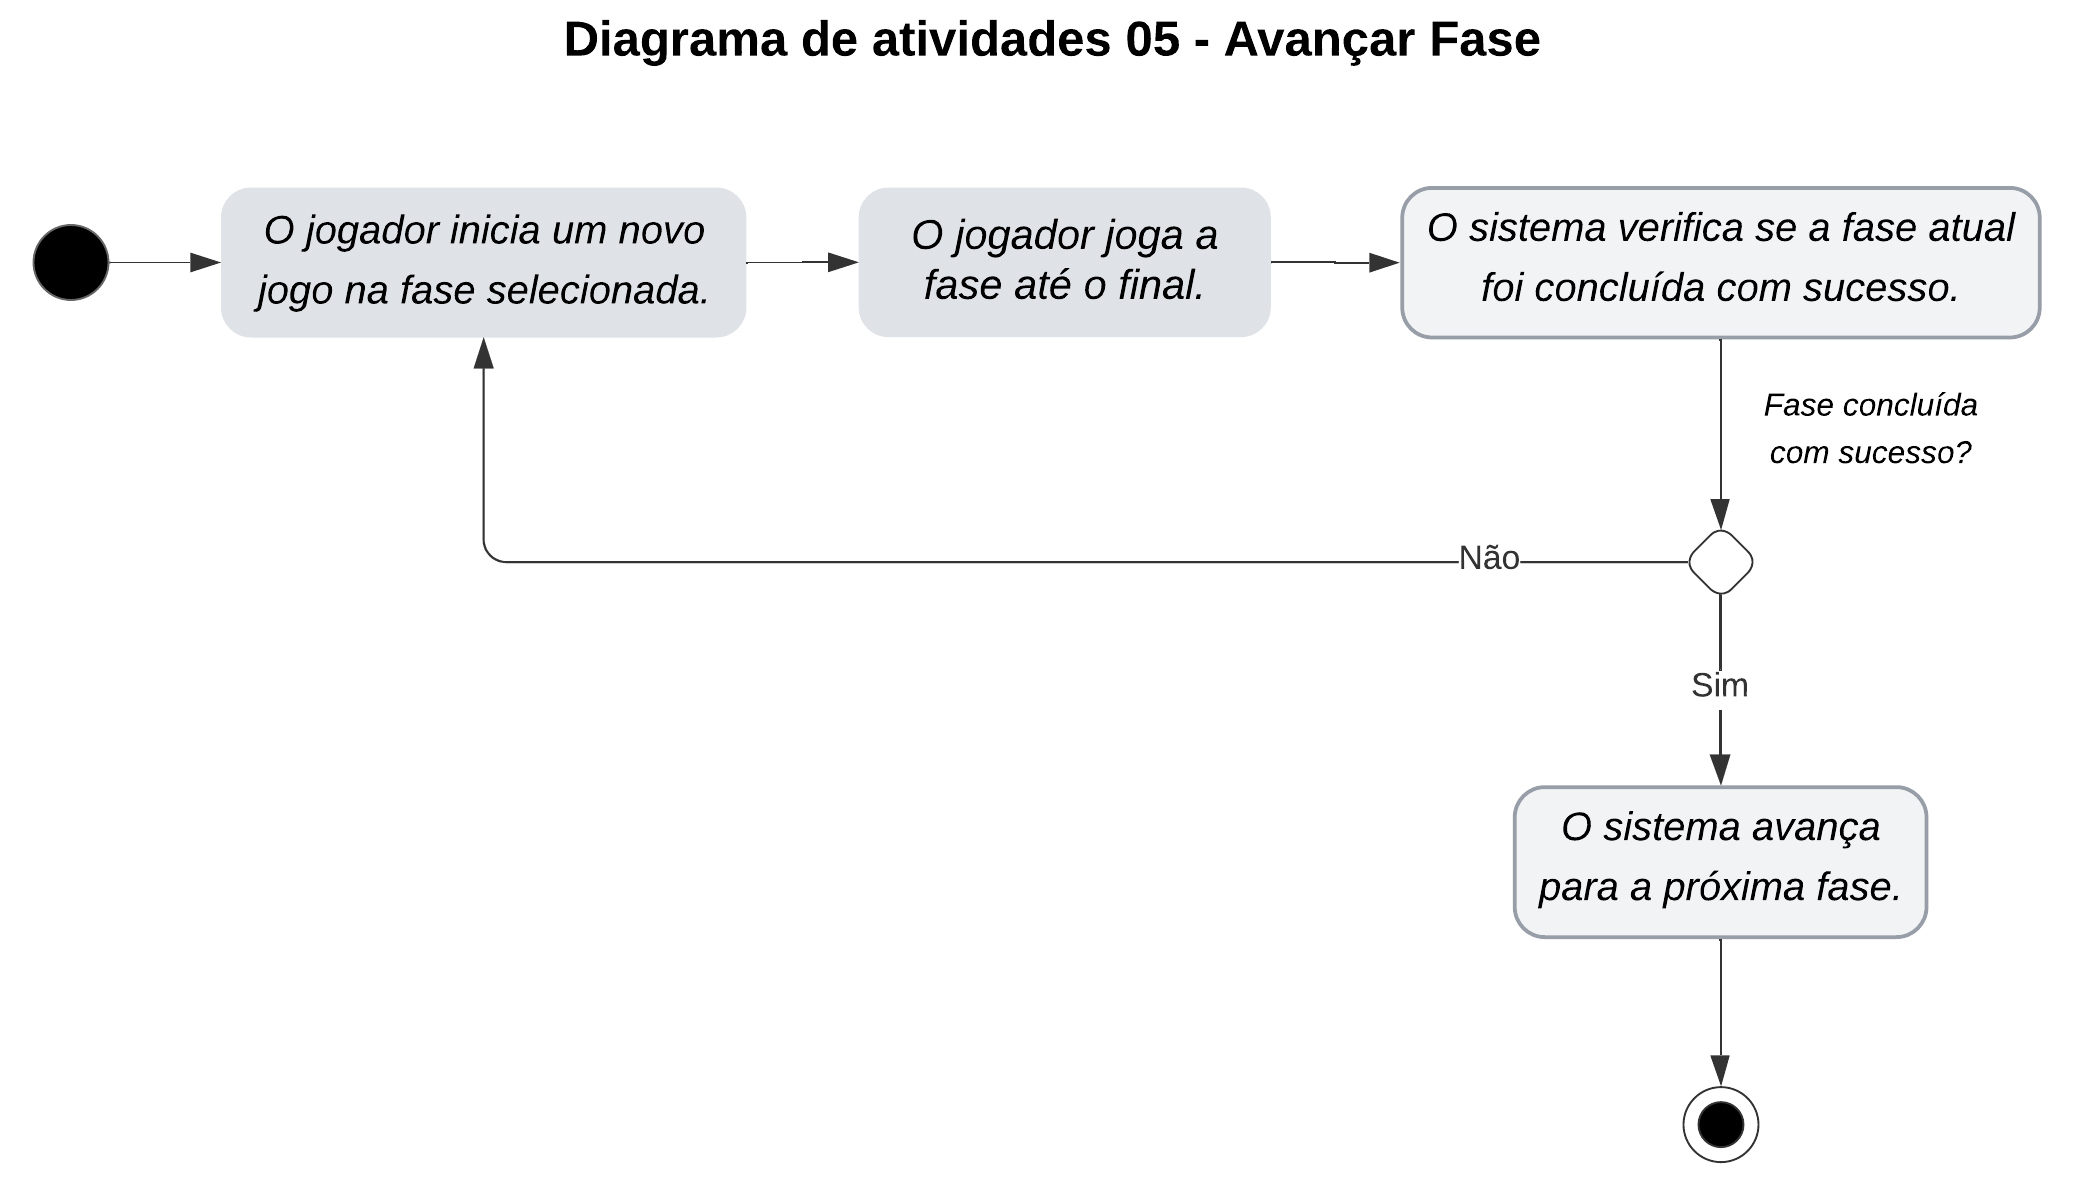 Diagrama de atividades 05 - Avançar Fase
O jogador inicia um novo
jogo na fase selecionada.
O jogador joga a
fase até o final.
O sistema verifica se a fase atual
foi concluída com sucesso.
Fase concluída
com sucesso?
Não
Sim
O sistema avança
para a próxima fase.